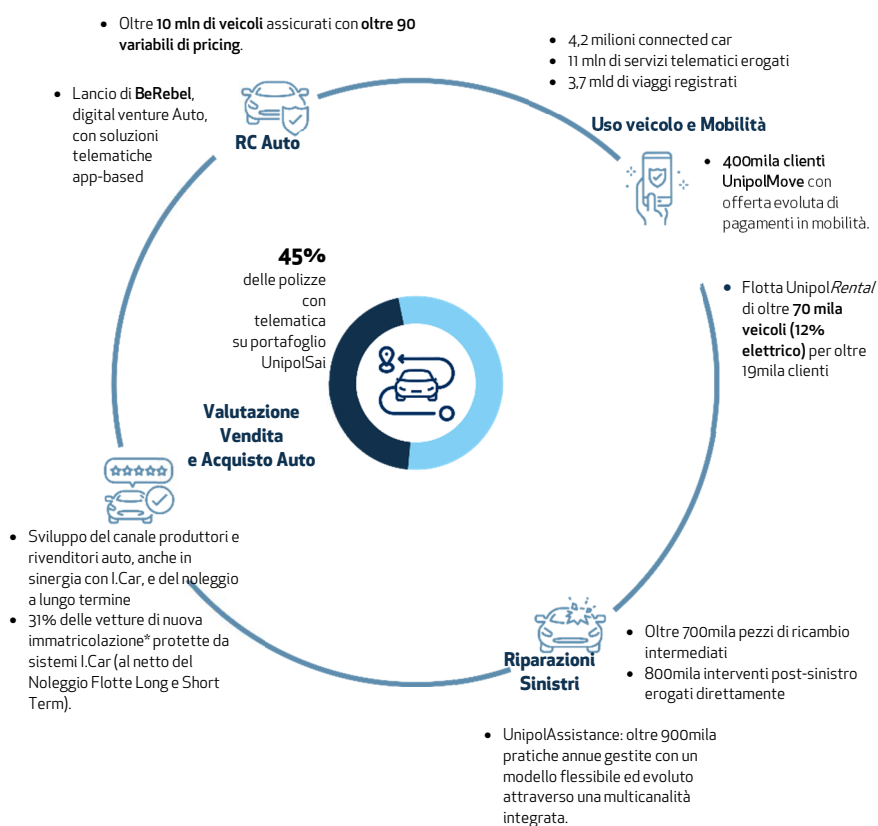 • Oltre 10 mln di veicoli assicurati con oltre 90
variabili di pricing.
• Lancio di BeRebel,
digital venture Auto,
con soluzioni
telematiche
app-based
RC Auto
• 4,2 milioni connected car
• 11 mln di servizi telematici erogati
• 3,7 mld di viaggi registrati
Uso veicolo e Mobilità
• 400mila clienti
UnipolMove con
offerta evoluta di
pagamenti in mobilità.
45%
delle polizze
con
telematica
su portafoglio
UnipolSai
• Flotta UnipolRental
di oltre 70 mila
veicoli (12%
elettrico) per oltre
19mila clienti
Valutazione
Vendita
e Acquisto Auto
• Sviluppo del canale produttori e
rivenditori auto, anche in
sinergia con I.Car, e del noleggio
a lungo termine
• 31% delle vetture di nuova
immatricolazione* protette da
sistemi I.Car (al netto del
Noleggio Flotte Long e Short
Term).
Riparazioni
Sinistri
• Oltre 700mila pezzi di ricambio
intermediati
• 800mila interventi post-sinistro
erogati direttamente
• UnipolAssistance: oltre 900mila
pratiche annue gestite con un
modello flessibile ed evoluto
attraverso una multicanalità
integrata.